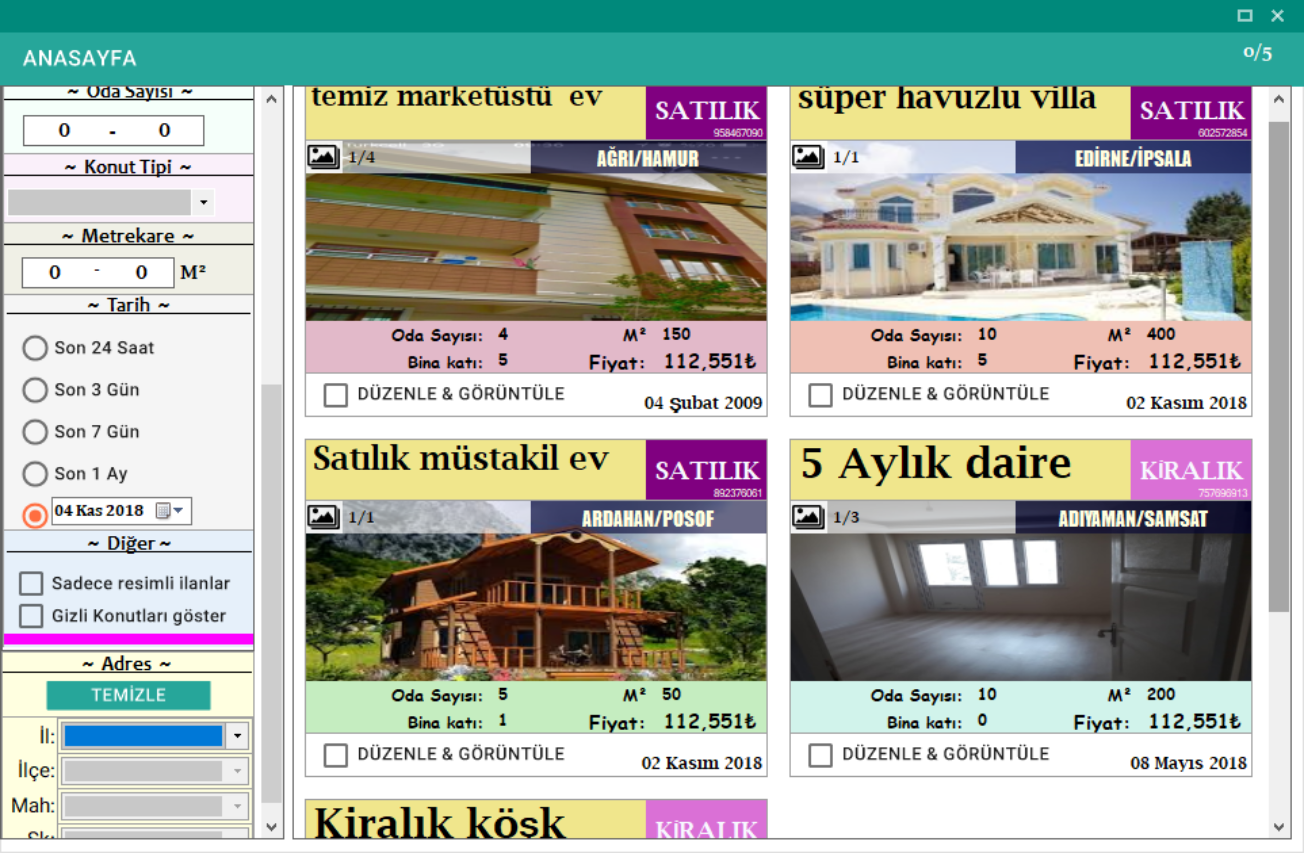 ANASAYFA
0/5
~ Oda Sayısı ~
0 - 0
~ Konut Tipi ~
~ Metrekare ~
0 - 0 M²
~ Tarih ~
Son 24 Saat
Son 3 Gün
Son 7 Gün
Son 1 Ay
04 Kas 2018
~ Diğer ~
Sadece resimli ilanlar
Gizli Konutları göster
~ Adres ~
TEMİZLE
İl:
İlçe:
Mah:
Sk:
temiz marketüstü ev
SATILIK
958467090
1/4
AĞRI/HAMUR
Oda Sayısı: 4 M² 150
Bina katı: 5 Fiyat: 112,551₺
DÜZENLE & GÖRÜNTÜLE
04 Şubat 2009
süper havuzlu villa
SATILIK
602572854
1/1
EDİRNE/İPSALA
Oda Sayısı: 10 M² 400
Bina katı: 5 Fiyat: 112,551₺
DÜZENLE & GÖRÜNTÜLE
02 Kasım 2018
Satılık müstakil ev
SATILIK
892376061
1/1
ARDAHAN/POSOF
Oda Sayısı: 5 M² 50
Bina katı: 1 Fiyat: 112,551₺
DÜZENLE & GÖRÜNTÜLE
02 Kasım 2018
5 Aylık daire
KİRALIK
757696913
1/3
ADIYAMAN/SAMSAT
Oda Sayısı: 10 M² 200
Bina katı: 0 Fiyat: 112,551₺
DÜZENLE & GÖRÜNTÜLE
08 Mayıs 2018
Kiralık köşk
KİRALIK